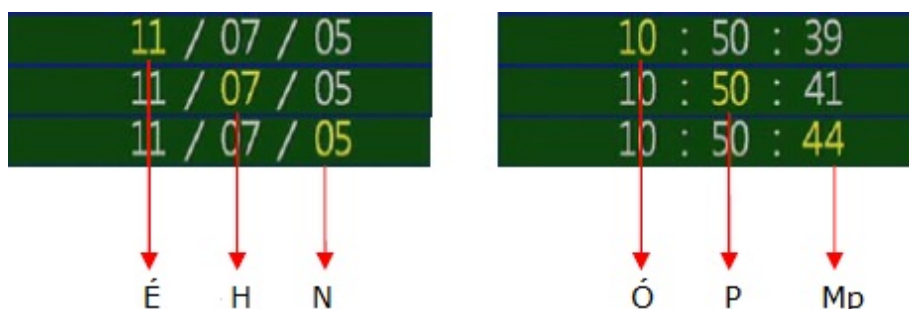 11 / 07 / 05 10 : 50 : 39
11 / 07 / 05 10 : 50 : 41
11 / 07 / 05 10 : 50 : 44
É H N Ó P Mp